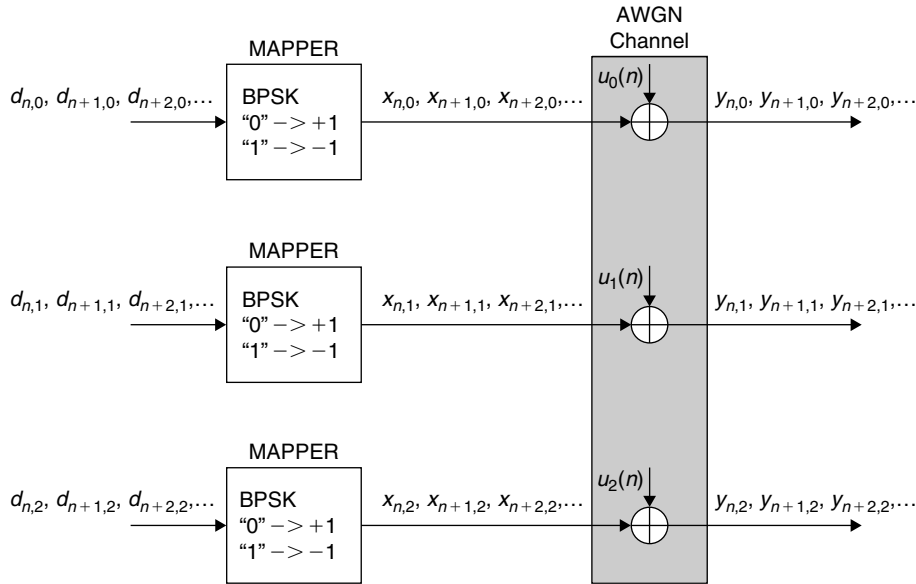 AWGN
Channel
MAPPER
d_{n,0}, d_{n+1,0}, d_{n+2,0},…
BPSK
“0” –> +1
“1” –> –1
x_{n,0}, x_{n+1,0}, x_{n+2,0},…
u_0(n)
y_{n,0}, y_{n+1,0}, y_{n+2,0},…
MAPPER
d_{n,1}, d_{n+1,1}, d_{n+2,1},…
BPSK
“0” –> +1
“1” –> –1
x_{n,1}, x_{n+1,1}, x_{n+2,1},…
u_1(n)
y_{n,1}, y_{n+1,1}, y_{n+2,1},…
MAPPER
d_{n,2}, d_{n+1,2}, d_{n+2,2},…
BPSK
“0” –> +1
“1” –> –1
x_{n,2}, x_{n+1,2}, x_{n+2,2},…
u_2(n)
y_{n,2}, y_{n+1,2}, y_{n+2,2},…